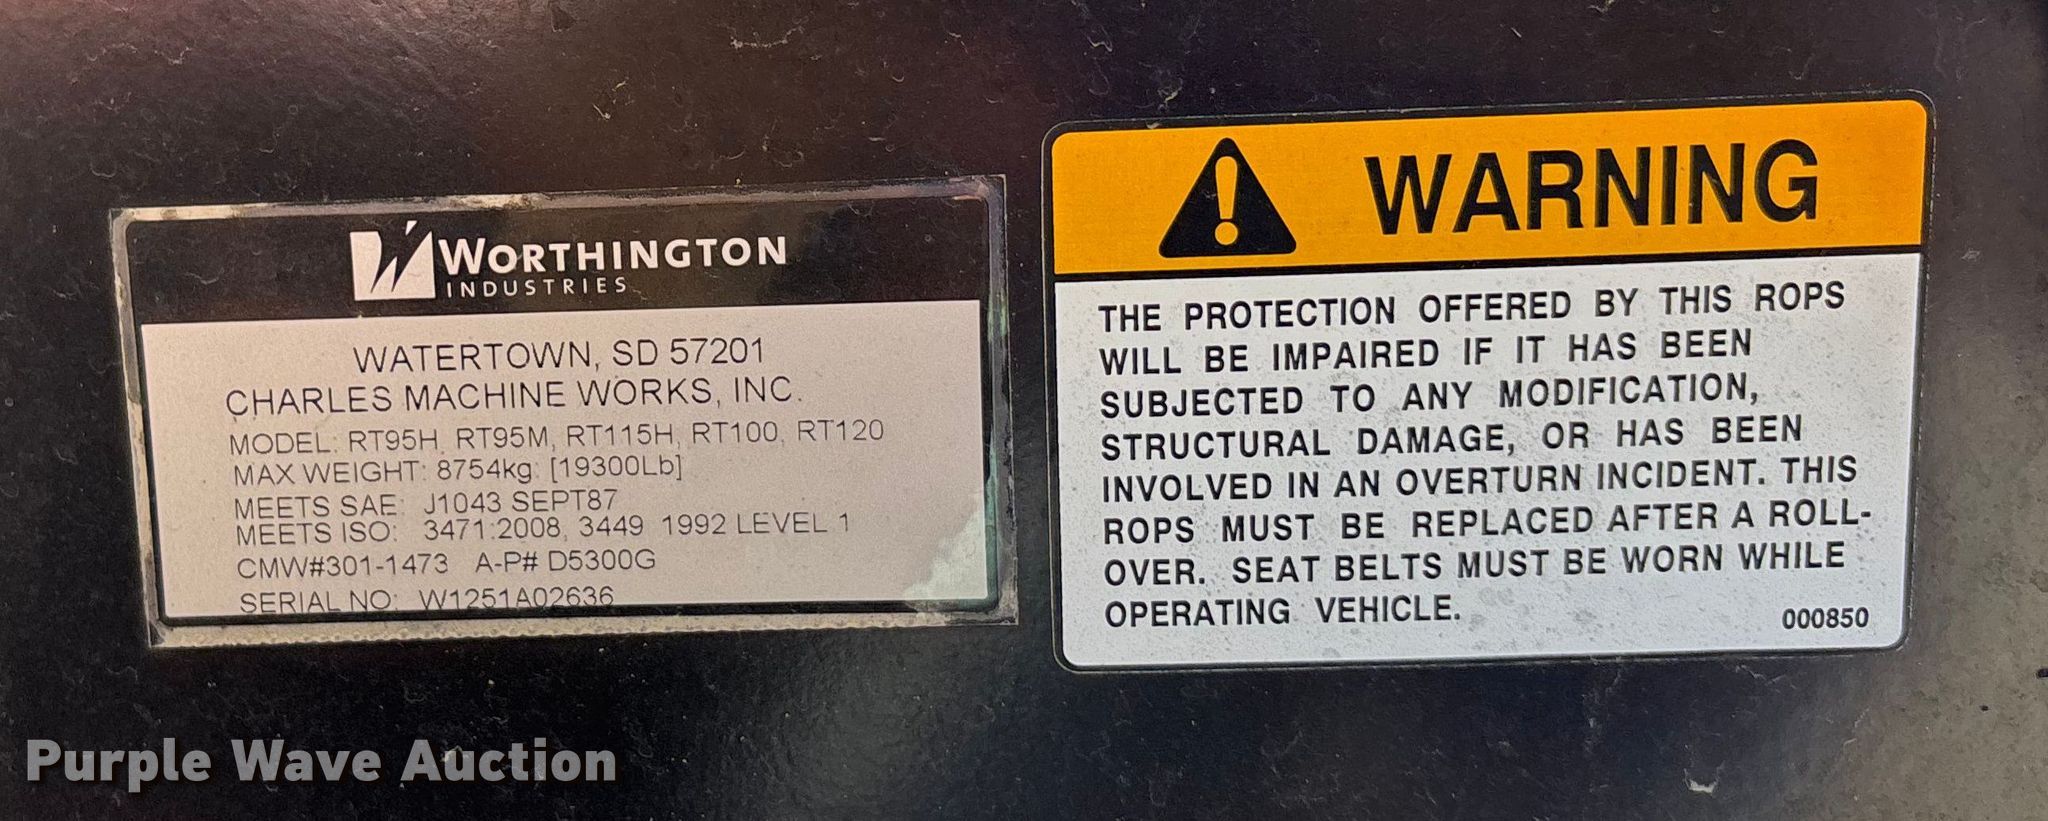 WORTHINGTON
INDUSTRIES
WATERTOWN, SD 57201
CHARLES MACHINE WORKS, INC.
MODEL: RT95H, RT95M, RT115H, RT100, RT120
MAX WEIGHT: 8754kg. [19300Lb]
MEETS SAE: J1043 SEPT87
MEETS ISO: 3471:2008, 3449 1992 LEVEL 1
CMW#301-1473 A-P# D5300G
SERIAL NO: W1251A02636
WARNING
THE PROTECTION OFFERED BY THIS ROPS
WILL BE IMPAIRED IF IT HAS BEEN
SUBJECTED TO ANY MODIFICATION,
STRUCTURAL DAMAGE, OR HAS BEEN
INVOLVED IN AN OVERTURN INCIDENT. THIS
ROPS MUST BE REPLACED AFTER A ROLL-
OVER. SEAT BELTS MUST BE WORN WHILE
OPERATING VEHICLE.
000850
Purple Wave Auction